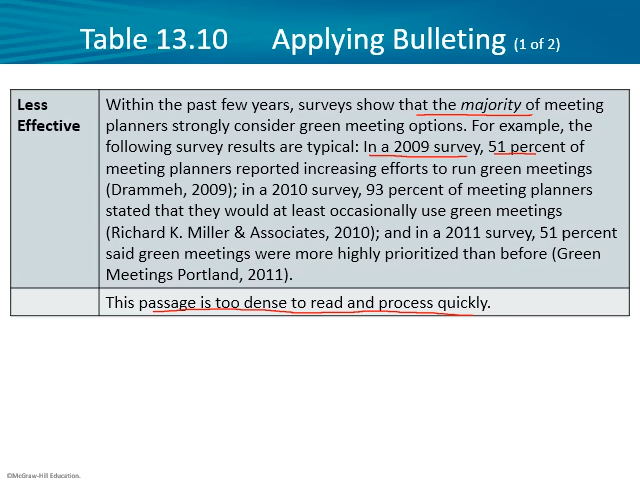 Table 13.10 Applying Bulleting (1 of 2)
Less
Effective
Within the past few years, surveys show that the majority of meeting
planners strongly consider green meeting options. For example, the
following survey results are typical: In a 2009 survey, 51 percent of
meeting planners reported increasing efforts to run green meetings
(Drammeh, 2009); in a 2010 survey, 93 percent of meeting planners
stated that they would at least occasionally use green meetings
(Richard K. Miller & Associates, 2010); and in a 2011 survey, 51 percent
said green meetings were more highly prioritized than before (Green
Meetings Portland, 2011).
This passage is too dense to read and process quickly.
©McGraw-Hill Education.